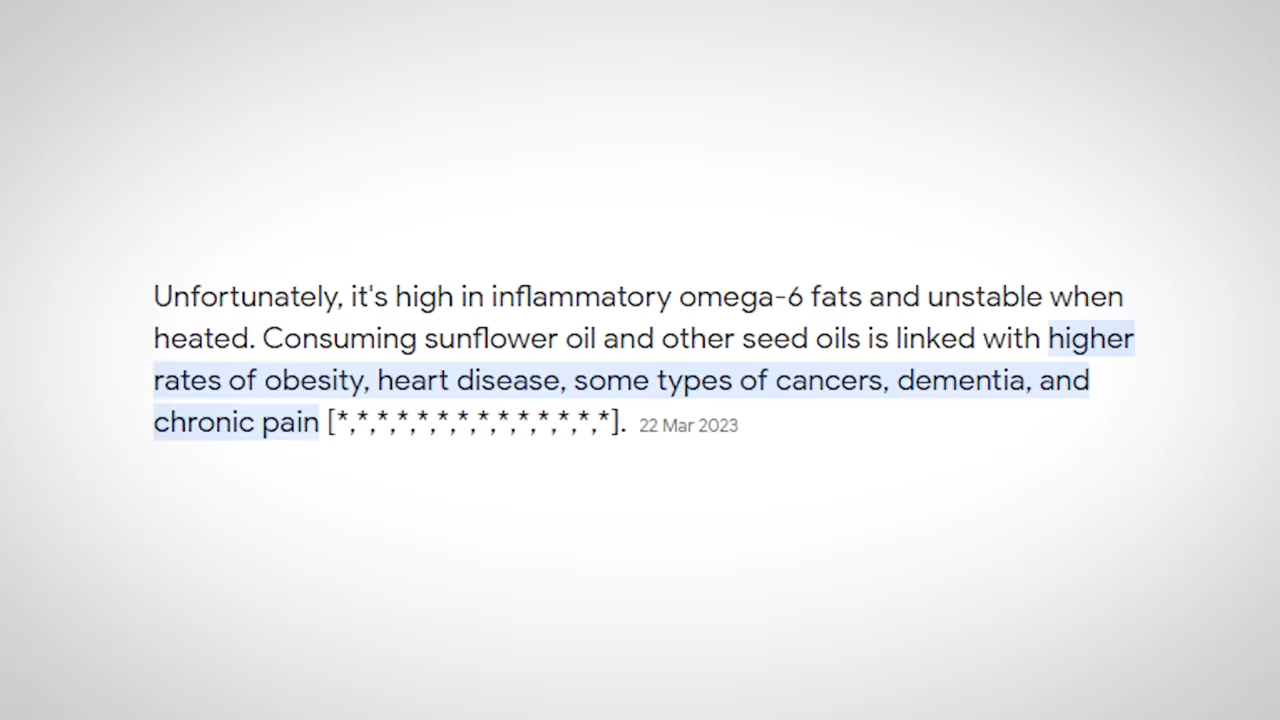 Unfortunately, it's high in inflammatory omega-6 fats and unstable when
heated. Consuming sunflower oil and other seed oils is linked with higher
rates of obesity, heart disease, some types of cancers, dementia, and
chronic pain [*,*,*,*,*,*,*,*,*,*,*,*,*,*]. 22 Mar 2023